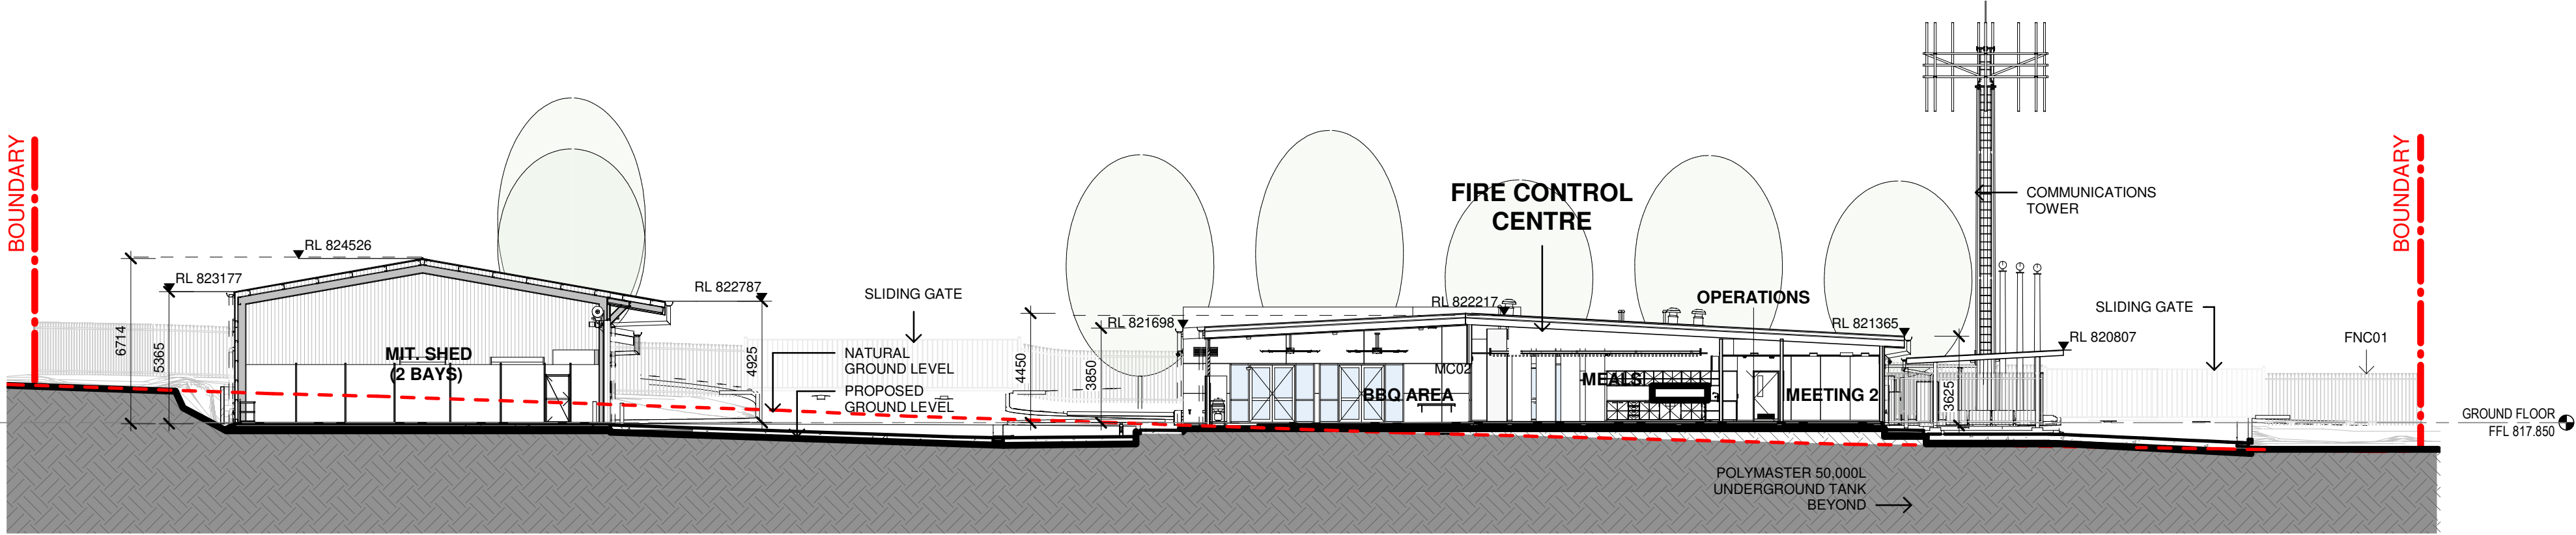 BOUNDARY
RL 824526
RL 823177
6714
5365
MIT. SHED
(2 BAYS)
RL 822787
4925
SLIDING GATE
NATURAL
GROUND LEVEL
PROPOSED
GROUND LEVEL
4450
3850
RL 821698
FIRE CONTROL
CENTRE
RL 822217
OPERATIONS
RL 821365
MC02
BBQ AREA
MEALS
MEETING 2
COMMUNICATIONS
TOWER
3625
RL 820807
SLIDING GATE
FNC01
BOUNDARY
GROUND FLOOR
FFL 817.850
POLYMASTER 50,000L
UNDERGROUND TANK
BEYOND